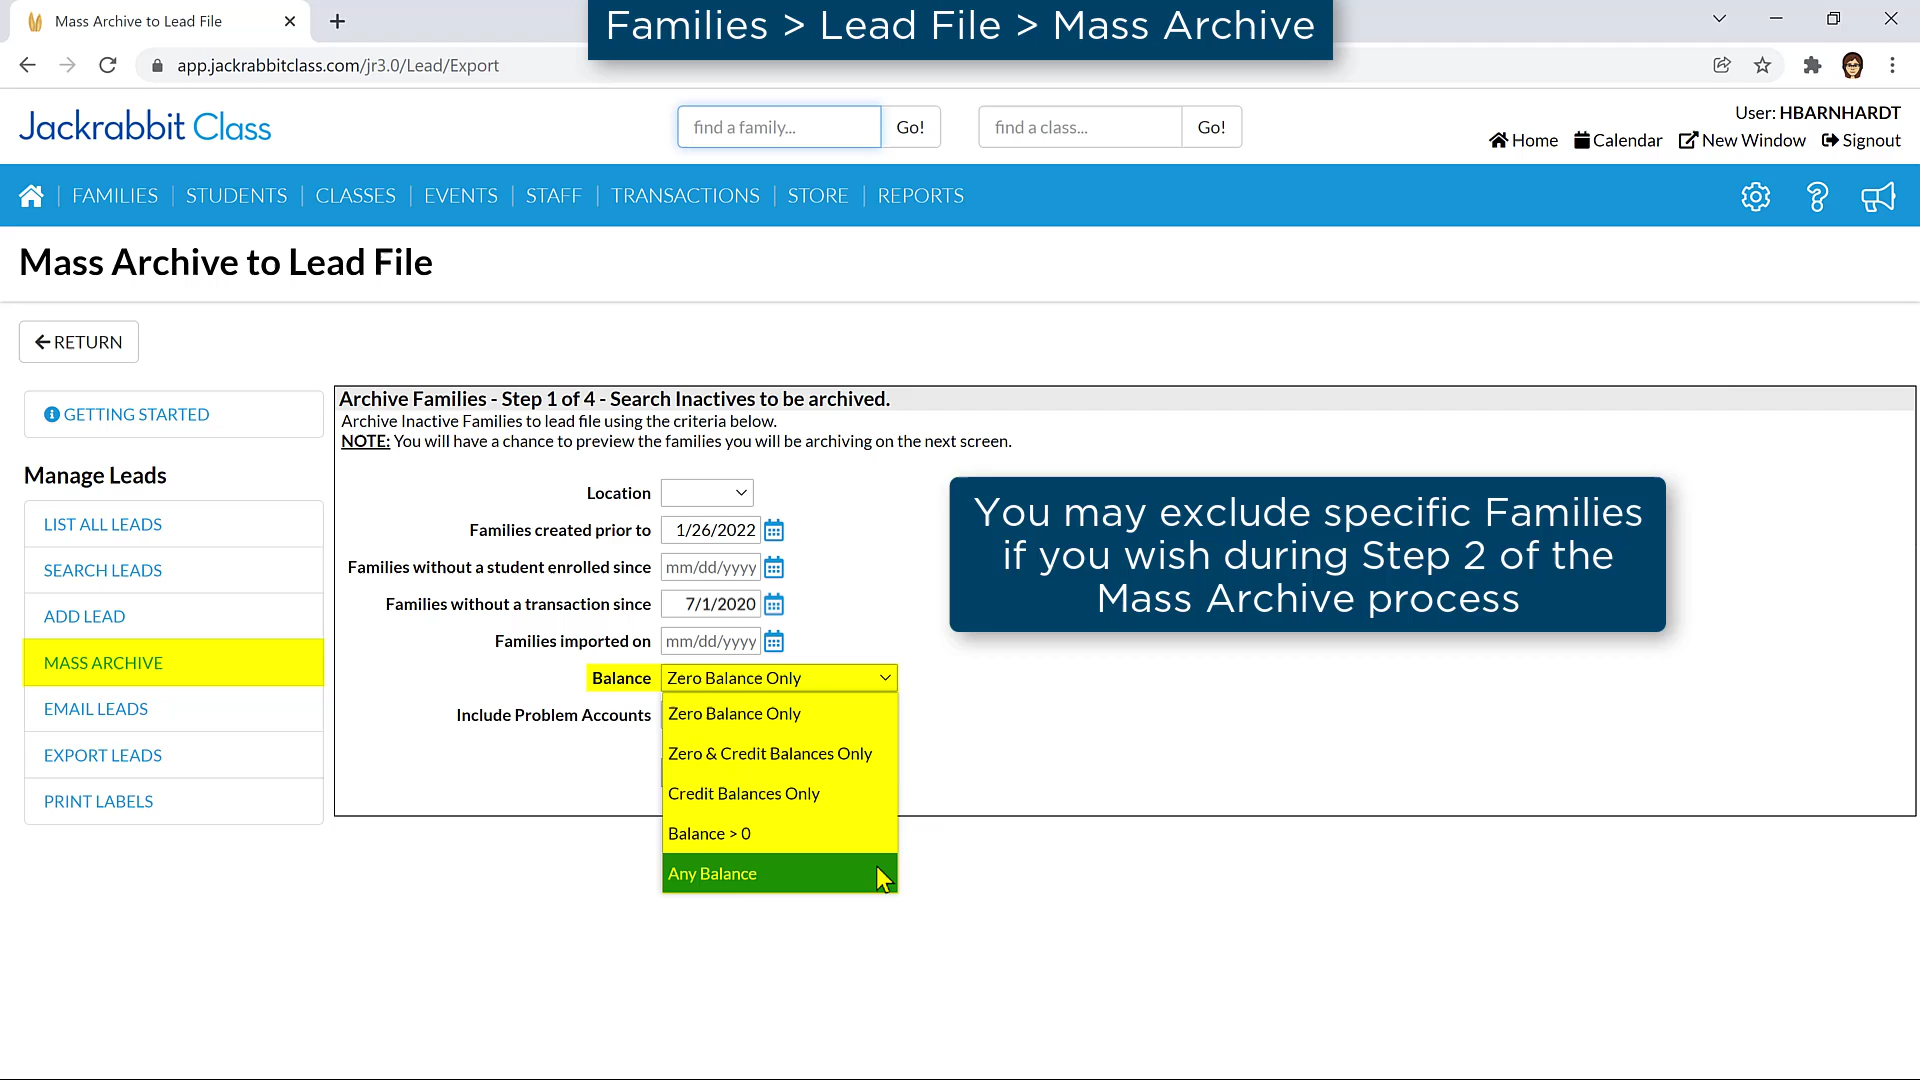 Mass Archive to Lead File
Families > Lead File > Mass Archive
app.jackrabbitclass.com/jr3.0/Lead/Export
Jackrabbit Class
find a family...
Go!
find a class...
Go!
User: HBARNHARDT
Home
Calendar
New Window
Signout
FAMILIES
STUDENTS
CLASSES
EVENTS
STAFF
TRANSACTIONS
STORE
REPORTS
Mass Archive to Lead File
RETURN
GETTING STARTED
Manage Leads
LIST ALL LEADS
SEARCH LEADS
ADD LEAD
MASS ARCHIVE
EMAIL LEADS
EXPORT LEADS
PRINT LABELS
Archive Families - Step 1 of 4 - Search Inactives to be archived.
Archive Inactive Families to lead file using the criteria below.
NOTE: You will have a chance to preview the families you will be archiving on the next screen.
Location
Families created prior to 1/26/2022
Families without a student enrolled since mm/dd/yyyy
Families without a transaction since 7/1/2020
Families imported on mm/dd/yyyy
Balance Zero Balance Only
Include Problem Accounts
Zero Balance Only
Zero & Credit Balances Only
Credit Balances Only
Balance > 0
Any Balance
You may exclude specific Families
if you wish during Step 2 of the
Mass Archive process